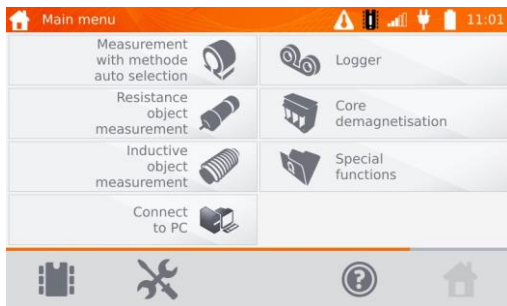 Main menu
11:01
Measurement
with methode
auto selection
Logger
Resistance
object
measurement
Core
demagnetisation
Inductive
object
measurement
Special
functions
Connect
to PC